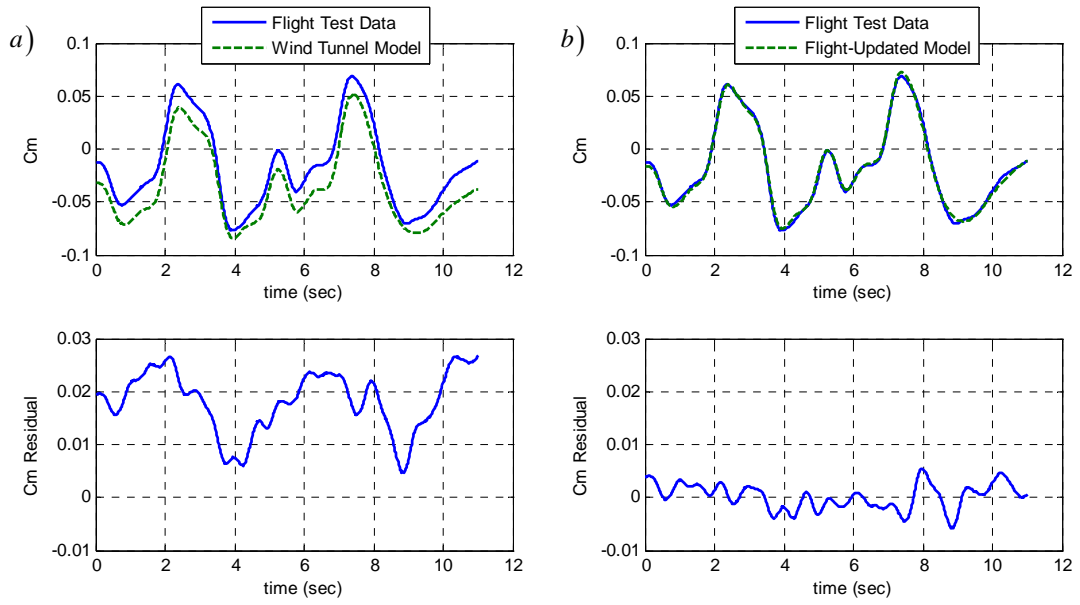 a)
Flight Test Data
Wind Tunnel Model
0.1
0.05
0
-0.05
-0.1
Cm
0 2 4 6 8 10 12
time (sec)
0.03
0.02
0.01
0
-0.01
Cm Residual
0 2 4 6 8 10 12
time (sec)
b)
Flight Test Data
Flight-Updated Model
0.1
0.05
0
-0.05
-0.1
Cm
0 2 4 6 8 10 12
time (sec)
0.03
0.02
0.01
0
-0.01
Cm Residual
0 2 4 6 8 10 12
time (sec)